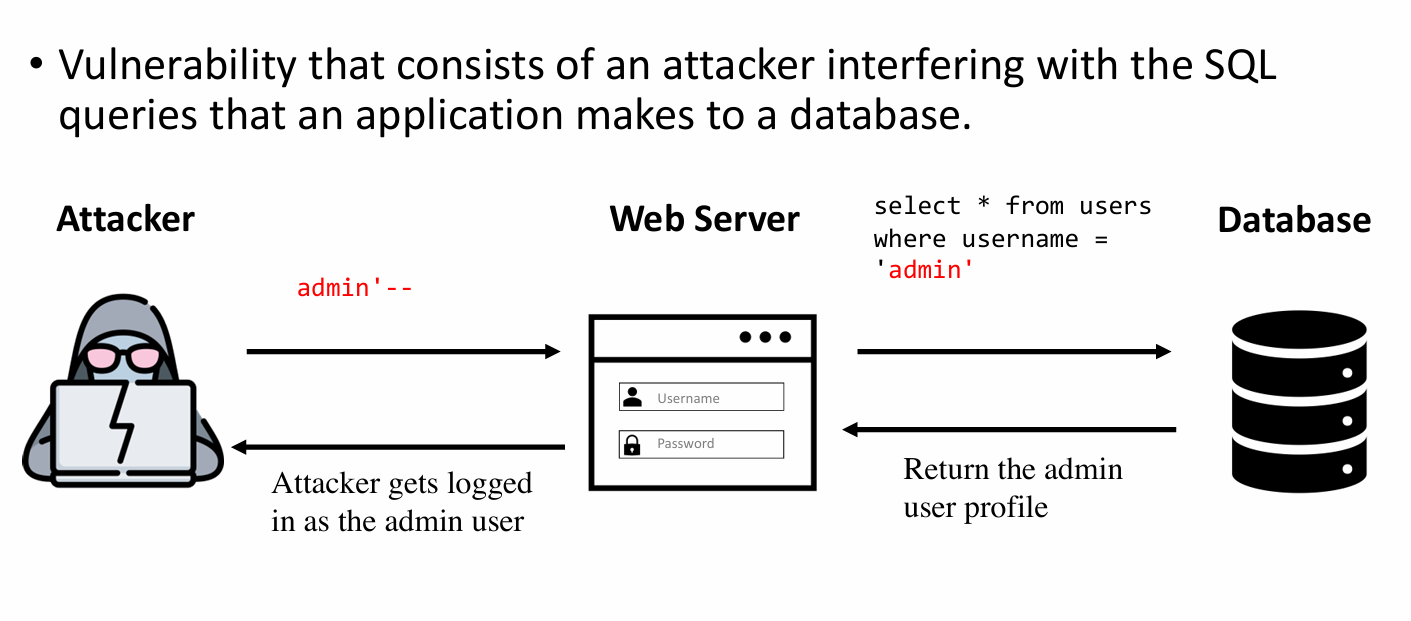 • Vulnerability that consists of an attacker interfering with the SQL
queries that an application makes to a database.
Attacker
Web Server
select * from users
where username =
'admin'
Database
admin'--
Username
Password
Attacker gets logged
in as the admin user
Return the admin
user profile